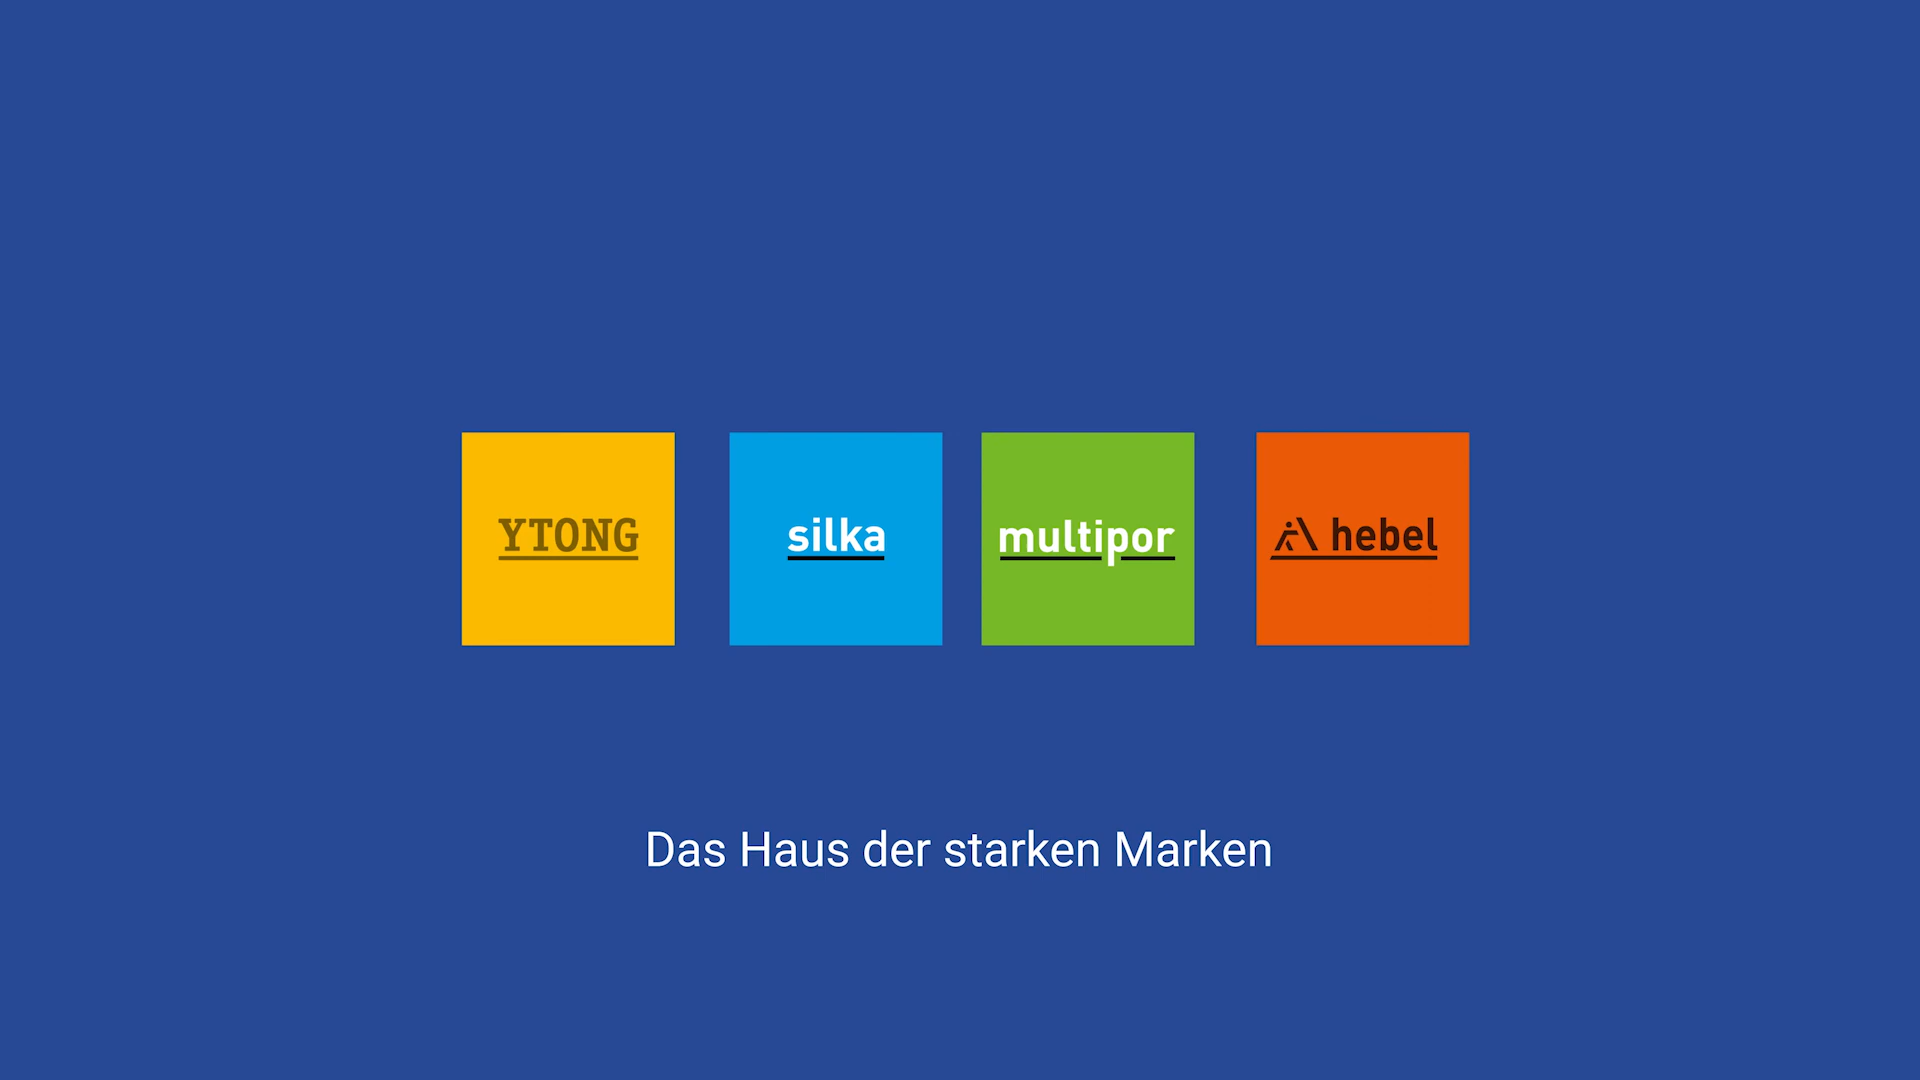 YTONG
silka
multipor
hebel
Das Haus der starken Marken